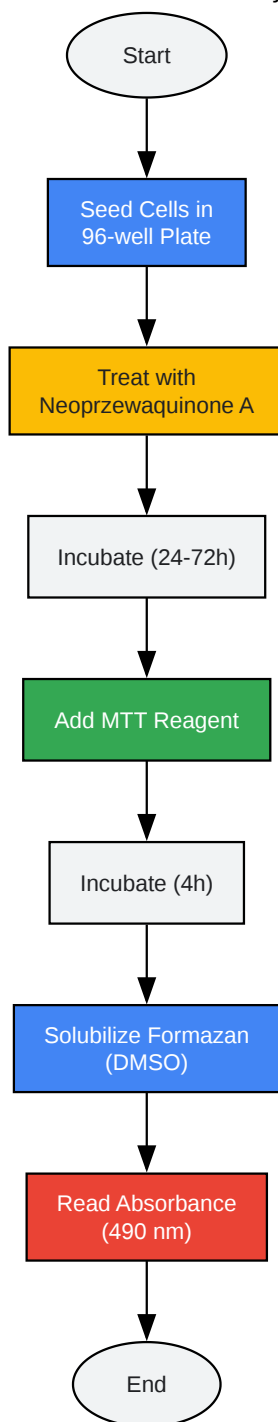 Start
Seed Cells in
96-well Plate
Treat with
Neoprzewaquinone A
Incubate (24-72h)
Add MTT Reagent
Incubate (4h)
Solubilize Formazan
(DMSO)
Read Absorbance
(490 nm)
End